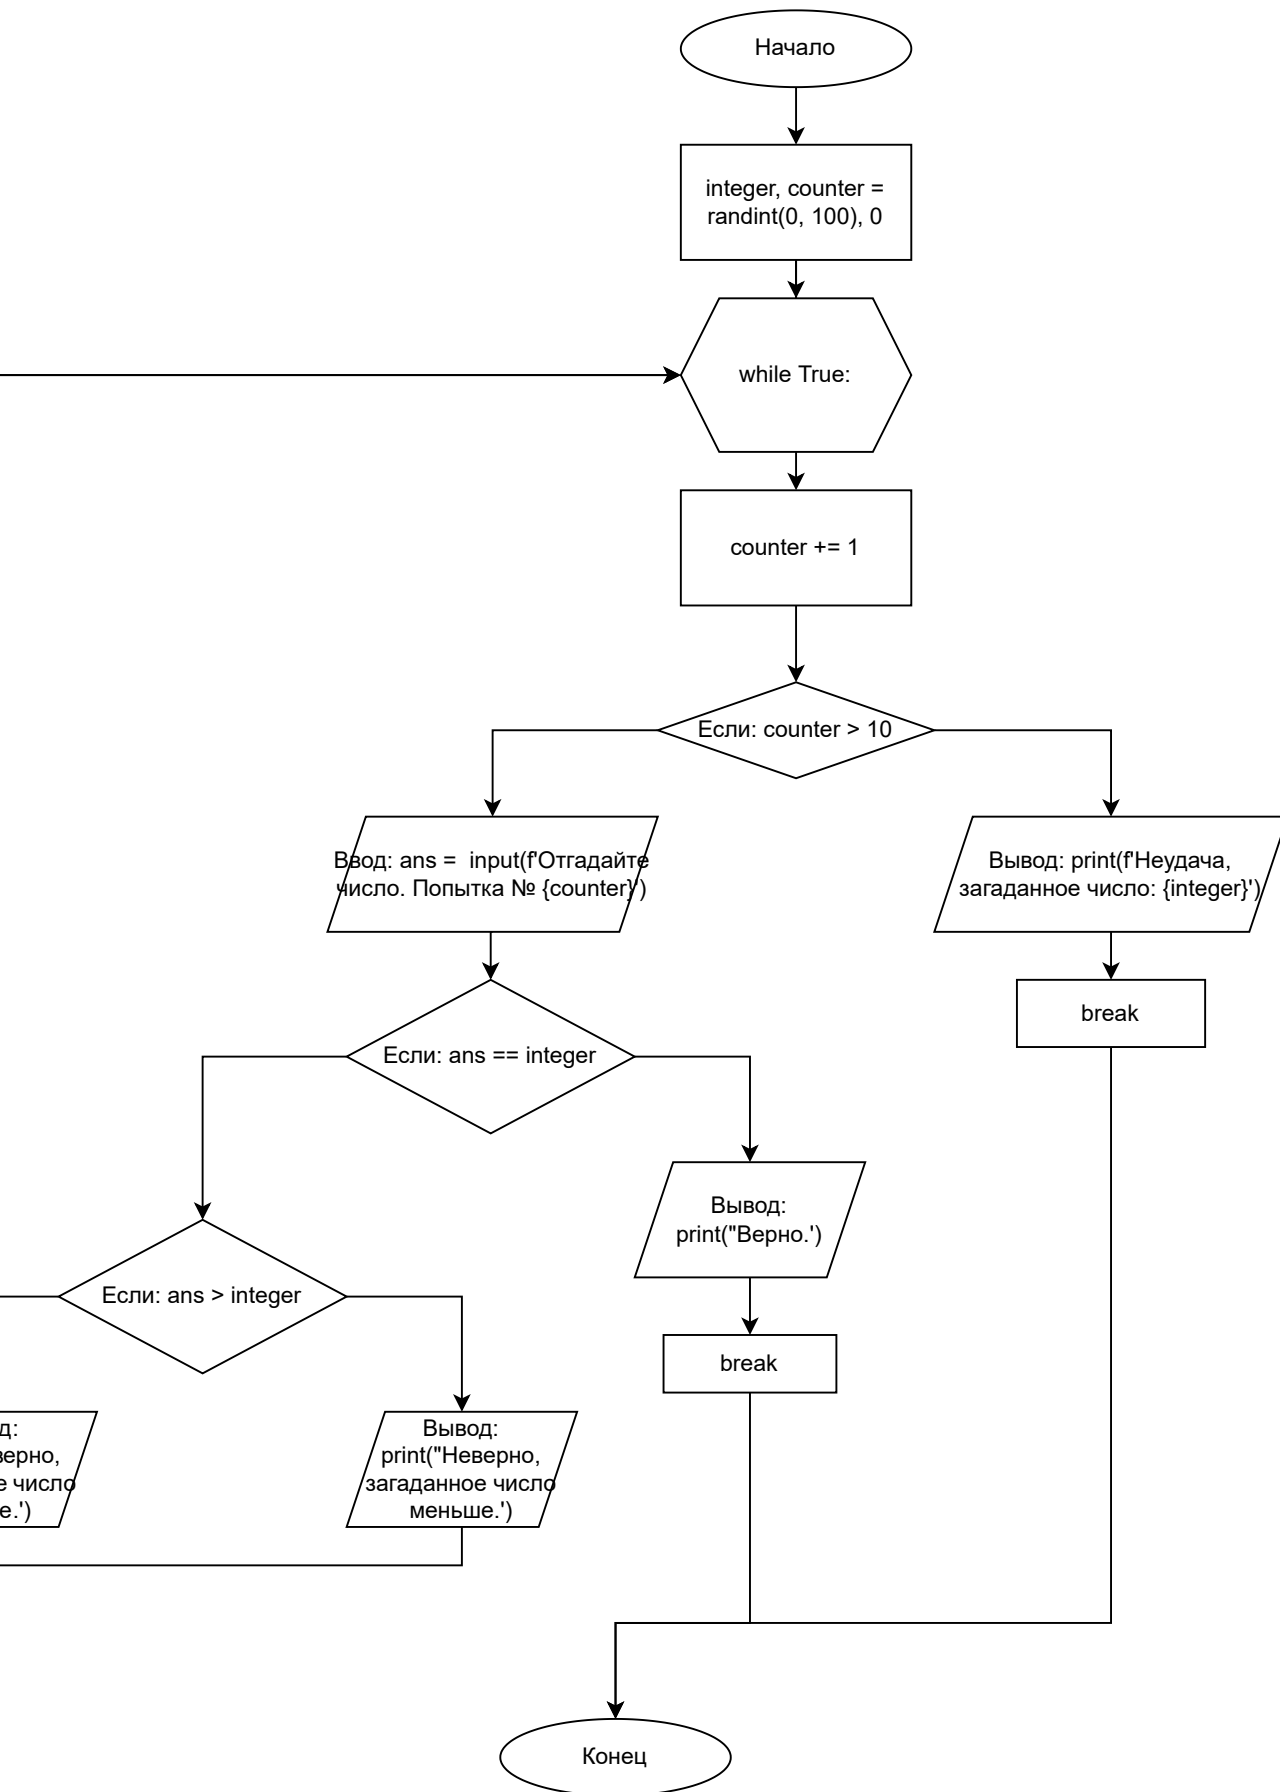 Начало
integer, counter =
randint(0, 100), 0
while True:
counter += 1
Если: counter > 10
Ввод: ans =  input(f'Отгадайте
число. Попытка № {counter}')
Вывод: print(f'Неудача,
загаданное число: {integer}')
Если: ans == integer
break
Вывод:
print("Верно.')
Если: ans > integer
break
число
Вывод:
print("Неверно,
загаданное число
меньше.')
Конец